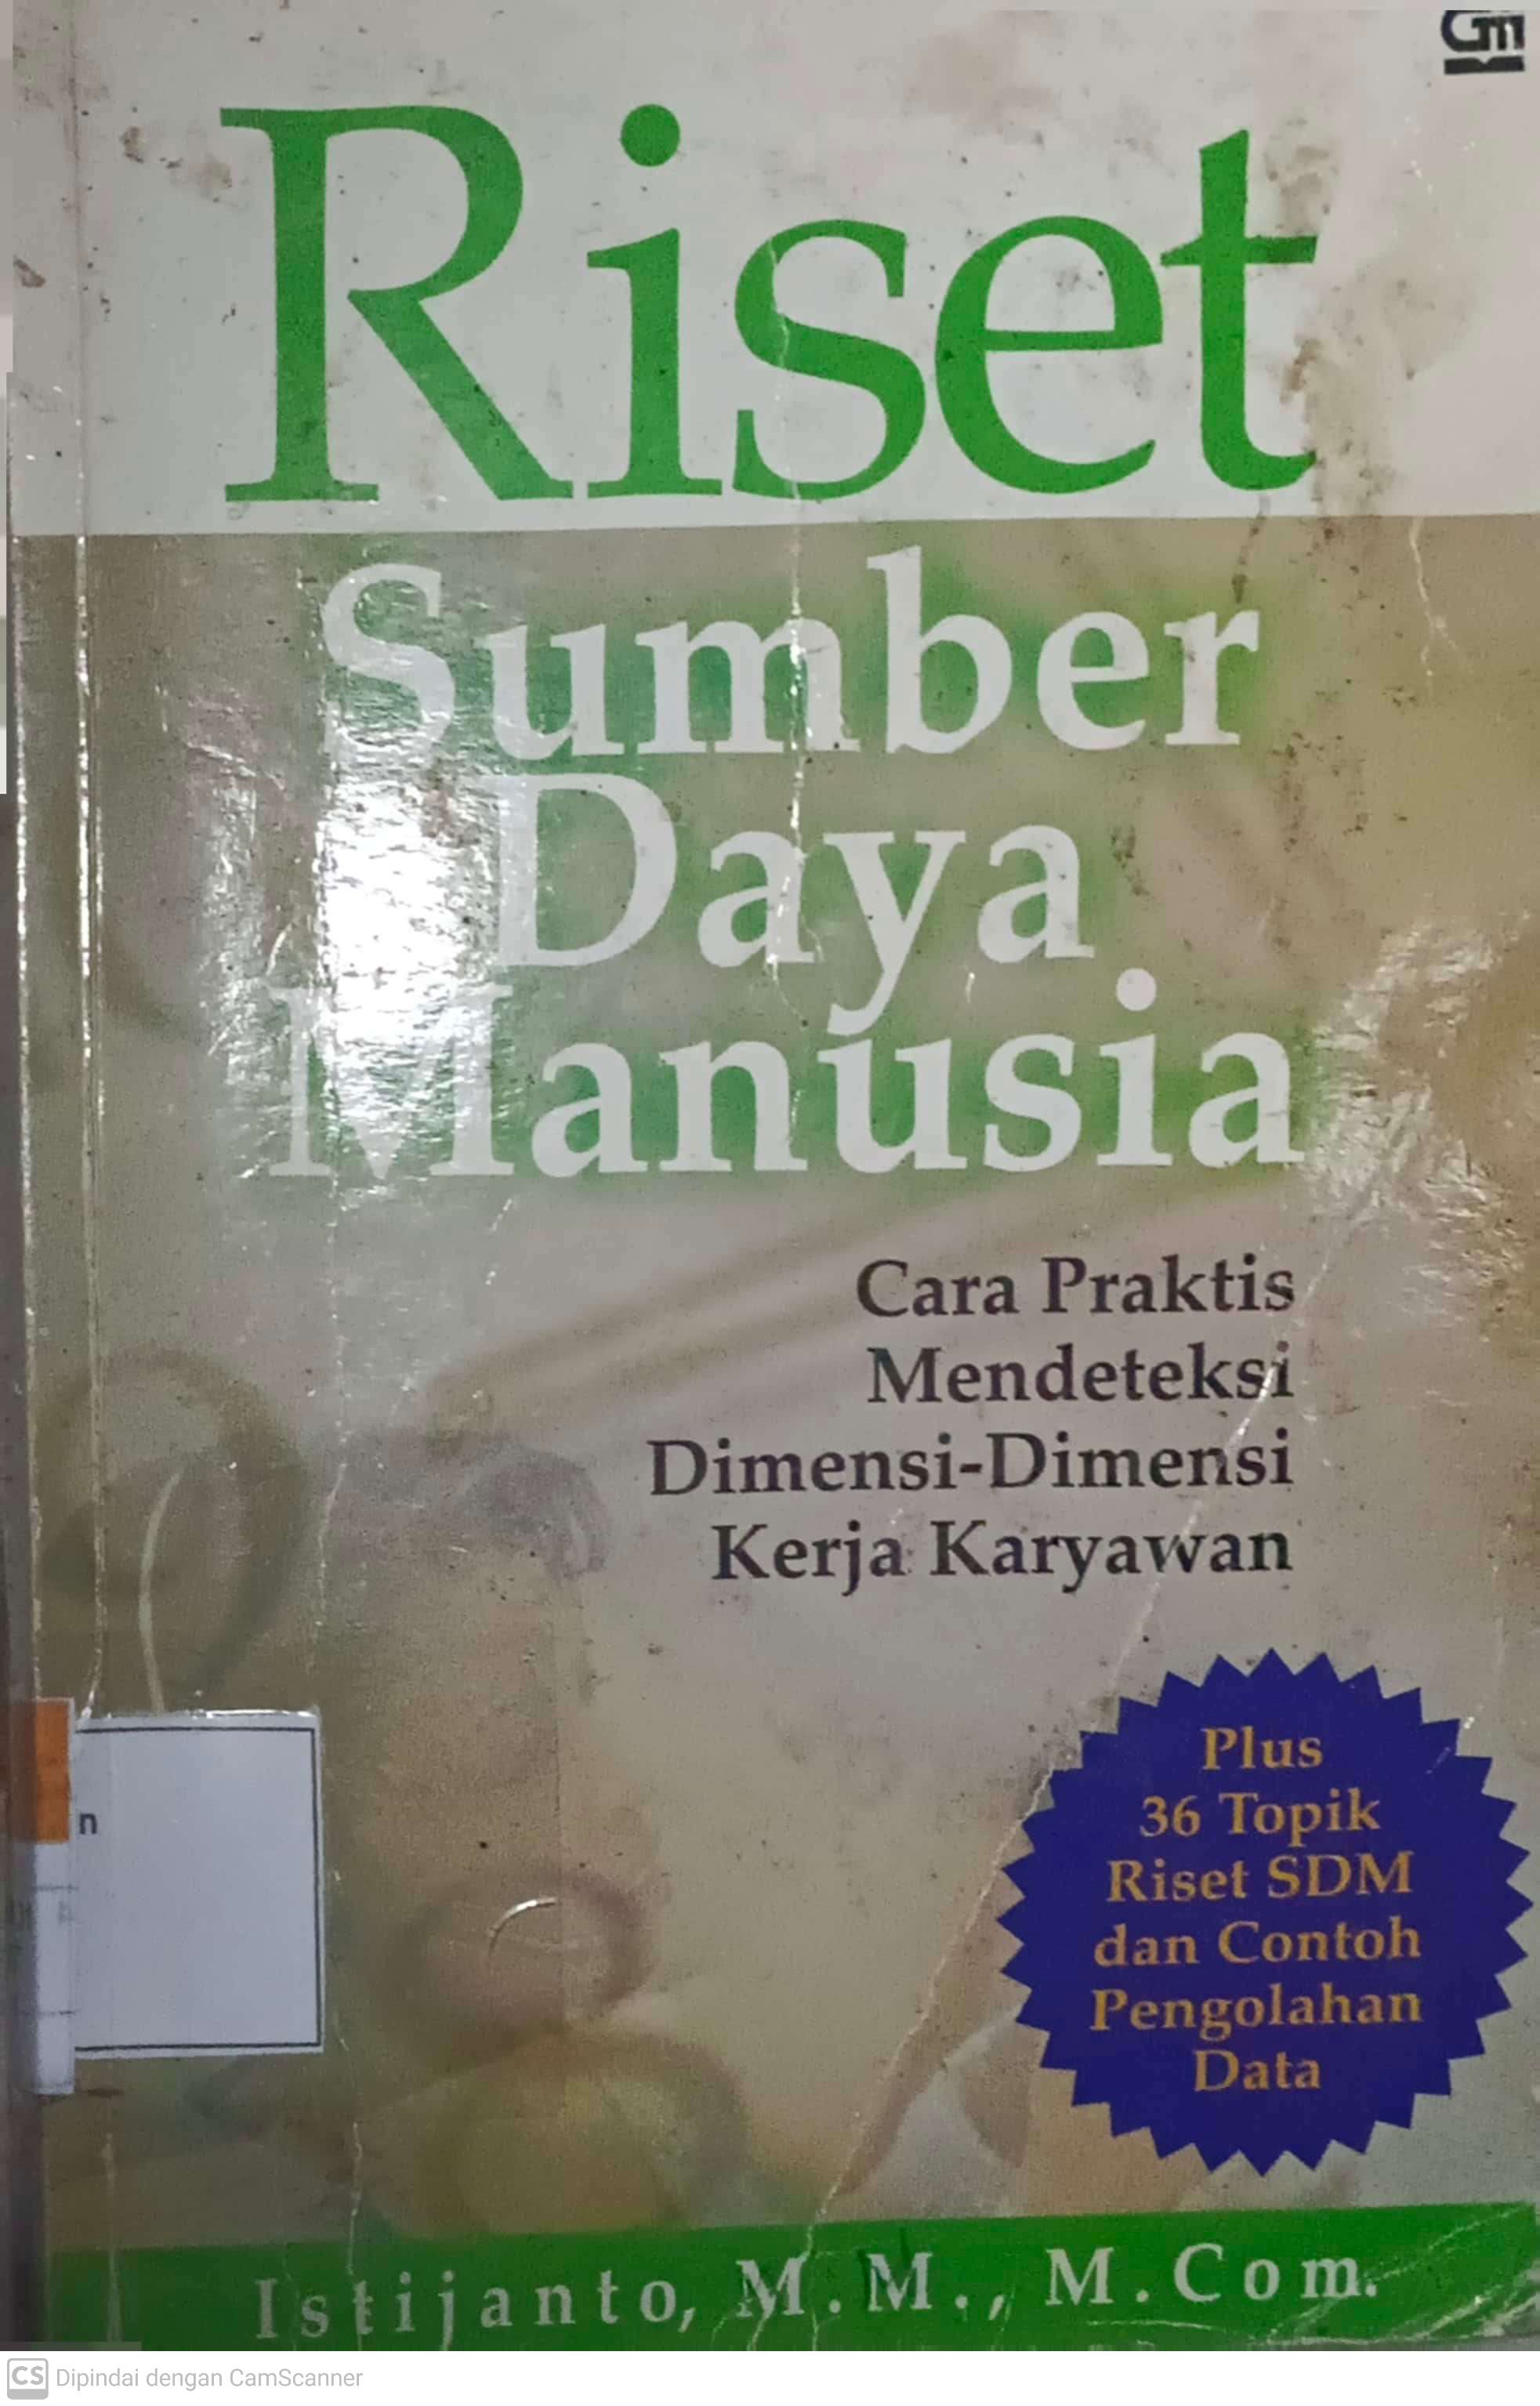 GM
Riset
Sumber
Daya
Manusia
Cara Praktis
Mendeteksi
Dimensi-Dimensi
Kerja Karyawan
Plus
36 Topik
Riset SDM
dan Contoh
Pengolahan
Data
n
Istijanto, M.M., M.Com.
CS Dipindai dengan CamScanner